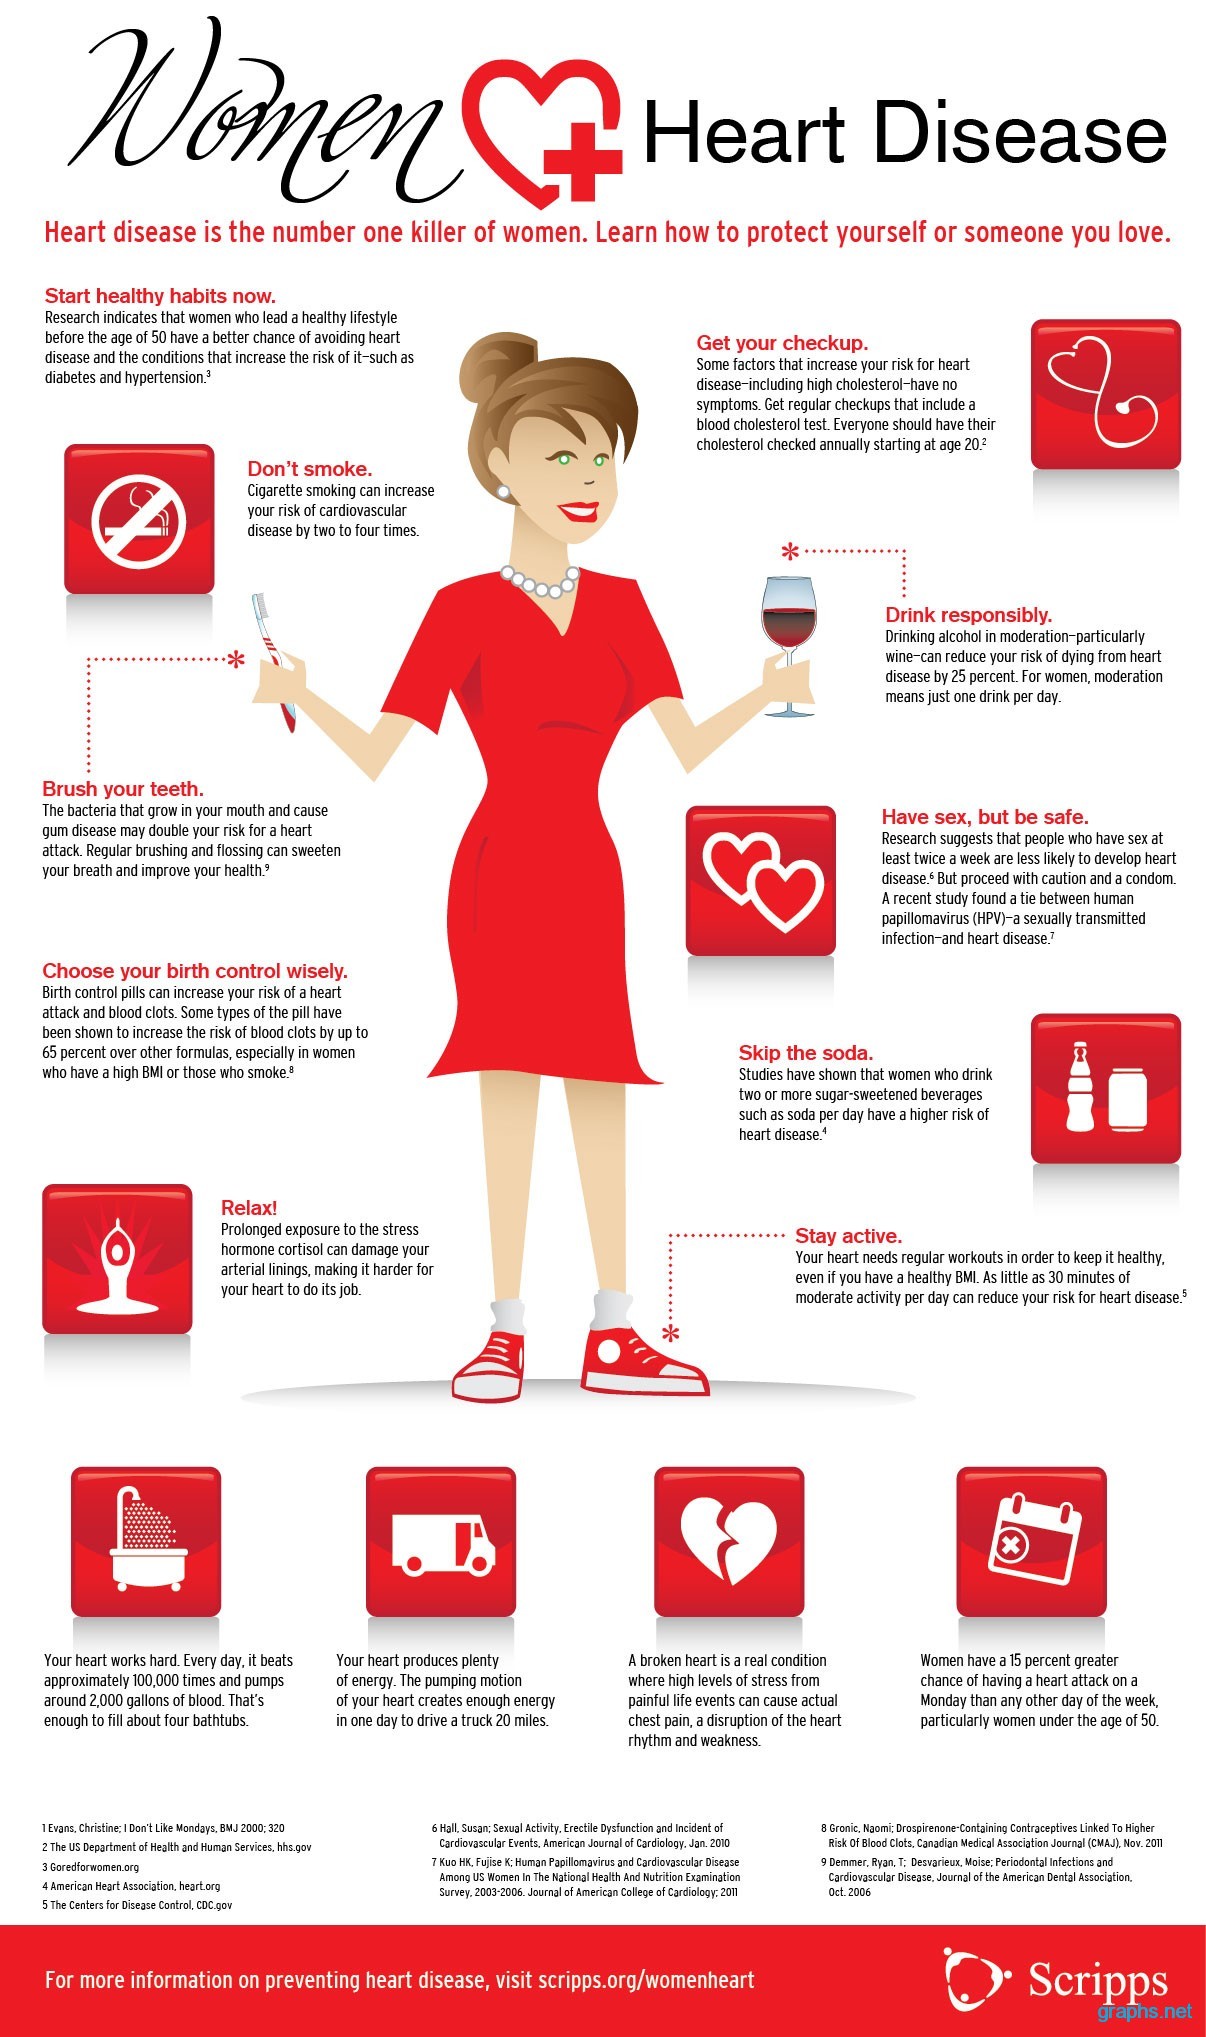 Women Heart Disease
Heart disease is the number one killer of women. Learn how to protect yourself or someone you love.
Start healthy habits now.
Research indicates that women who lead a healthy lifestyle
before the age of 50 have a better chance of avoiding heart
disease and the conditions that increase the risk of it–such as
diabetes and hypertension.³
Get your checkup.
Some factors that increase your risk for heart
disease–including high cholesterol–have no
symptoms. Get regular checkups that include a
blood cholesterol test. Everyone should have their
cholesterol checked annually starting at age 20.²
Don't smoke.
Cigarette smoking can increase
your risk of cardiovascular
disease by two to four times.
*
Drink responsibly.
Drinking alcohol in moderation–particularly
wine–can reduce your risk of dying from heart
disease by 25 percent. For women, moderation
means just one drink per day.
*
Brush your teeth.
The bacteria that grow in your mouth and cause
gum disease may double your risk for a heart
attack. Regular brushing and flossing can sweeten
your breath and improve your health.⁹
Have sex, but be safe.
Research suggests that people who have sex at
least twice a week are less likely to develop heart
disease.⁶ But proceed with caution and a condom.
A recent study found a tie between human
papillomavirus (HPV)–a sexually transmitted
infection–and heart disease.⁷
Choose your birth control wisely.
Birth control pills can increase your risk of a heart
attack and blood clots. Some types of the pill have
been shown to increase the risk of blood clots by up to
65 percent over other formulas, especially in women
who have a high BMI or those who smoke.⁸
Skip the soda.
Studies have shown that women who drink
two or more sugar-sweetened beverages
such as soda per day have a higher risk of
heart disease.⁴
Relax!
Prolonged exposure to the stress
hormone cortisol can damage your
arterial linings, making it harder for
your heart to do its job.
Stay active.
Your heart needs regular workouts in order to keep it healthy,
even if you have a healthy BMI. As little as 30 minutes of
moderate activity per day can reduce your risk for heart disease.⁵
*
Your heart works hard. Every day, it beats
approximately 100,000 times and pumps
around 2,000 gallons of blood. That's
enough to fill about four bathtubs.
Your heart produces plenty
of energy. The pumping motion
of your heart creates enough energy
in one day to drive a truck 20 miles.
A broken heart is a real condition
where high levels of stress from
painful life events can cause actual
chest pain, a disruption of the heart
rhythm and weakness.
Women have a 15 percent greater
chance of having a heart attack on a
Monday than any other day of the week,
particularly women under the age of 50.
1 Evans, Christine; I Don't Like Mondays, BMJ 2000; 320
2 The US Department of Health and Human Services, hhs.gov
3 Goredforwomen.org
4 American Heart Association, heart.org
5 The Centers for Disease Control, CDC.gov
6 Hall, Susan; Sexual Activity, Erectile Dysfunction and Incident of
Cardiovascular Events, American Journal of Cardiology, Jan. 2010
7 Kuo HK, Fujise K; Human Papillomavirus and Cardiovascular Disease
Among US Women In The National Health And Nutrition Examination
Survey, 2003-2006. Journal of American College of Cardiology; 2011
8 Gronic, Naomi; Drospirenone-Containing Contraceptives Linked To Higher
Risk Of Blood Clots, Canadian Medical Association Journal (CMAJ), Nov. 2011
9 Demmer, Ryan, T; Desvarieux, Moise; Periodontal Infections and
Cardiovascular Disease, Journal of the American Dental Association,
Oct. 2006
For more information on preventing heart disease, visit scripps.org/womenheart
Scripps
graphs.net